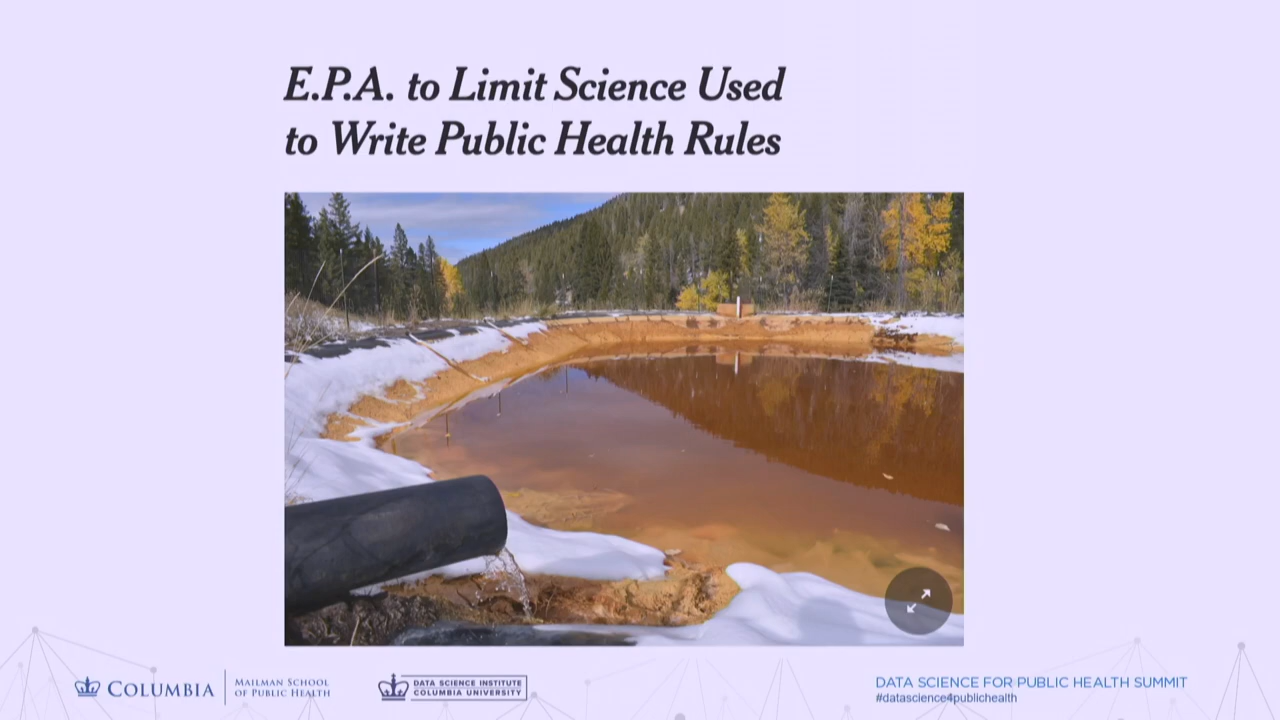 E.P.A. to Limit Science Used
to Write Public Health Rules
COLUMBIA
MAILMAN SCHOOL
OF PUBLIC HEALTH
DATA SCIENCE INSTITUTE
COLUMBIA UNIVERSITY
DATA SCIENCE FOR PUBLIC HEALTH SUMMIT
#datascience4publichealth